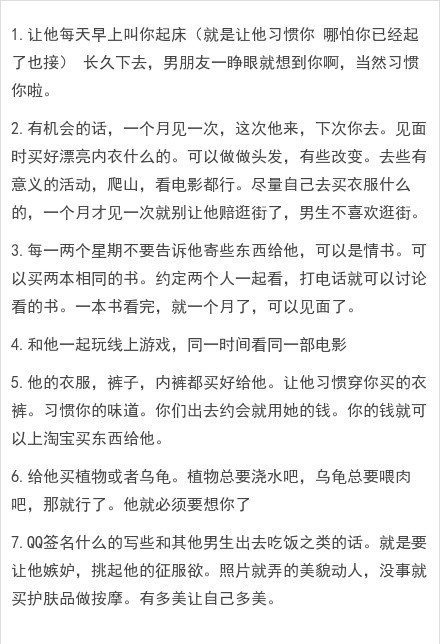 1.让他每天早上叫你起床（就是让他习惯你 哪怕你已经起
了也接） 长久下去，男朋友一睁眼就想到你啊，当然习惯
你啦。
2.有机会的话，一个月见一次，这次他来，下次你去。见面
时买好漂亮内衣什么的。可以做做头发，有些改变。去些有
意义的活动，爬山，看电影都行。尽量自己去买衣服什么
的，一个月才见一次就别让他赔逛街了，男生不喜欢逛街。
3.每一两个星期不要告诉他寄些东西给他，可以是情书。可
以买两本相同的书。约定两个人一起看，打电话就可以讨论
看的书。一本书看完，就一个月了，可以见面了。
4.和他一起玩线上游戏，同一时间看同一部电影
5.他的衣服，裤子，内裤都买好给他。让他习惯穿你买的衣
裤。习惯你的味道。你们出去约会就用她的钱。你的钱就可
以上淘宝买东西给他。
6.给他买植物或者乌龟。植物总要浇水吧，乌龟总要喂肉
吧，那就行了。他就必须要想你了
7.QQ签名什么的写些和其他男生出去吃饭之类的话。就是要
让他嫉妒，挑起他的征服欲。照片就弄的美貌动人，没事就
买护肤品做按摩。有多美让自己多美。